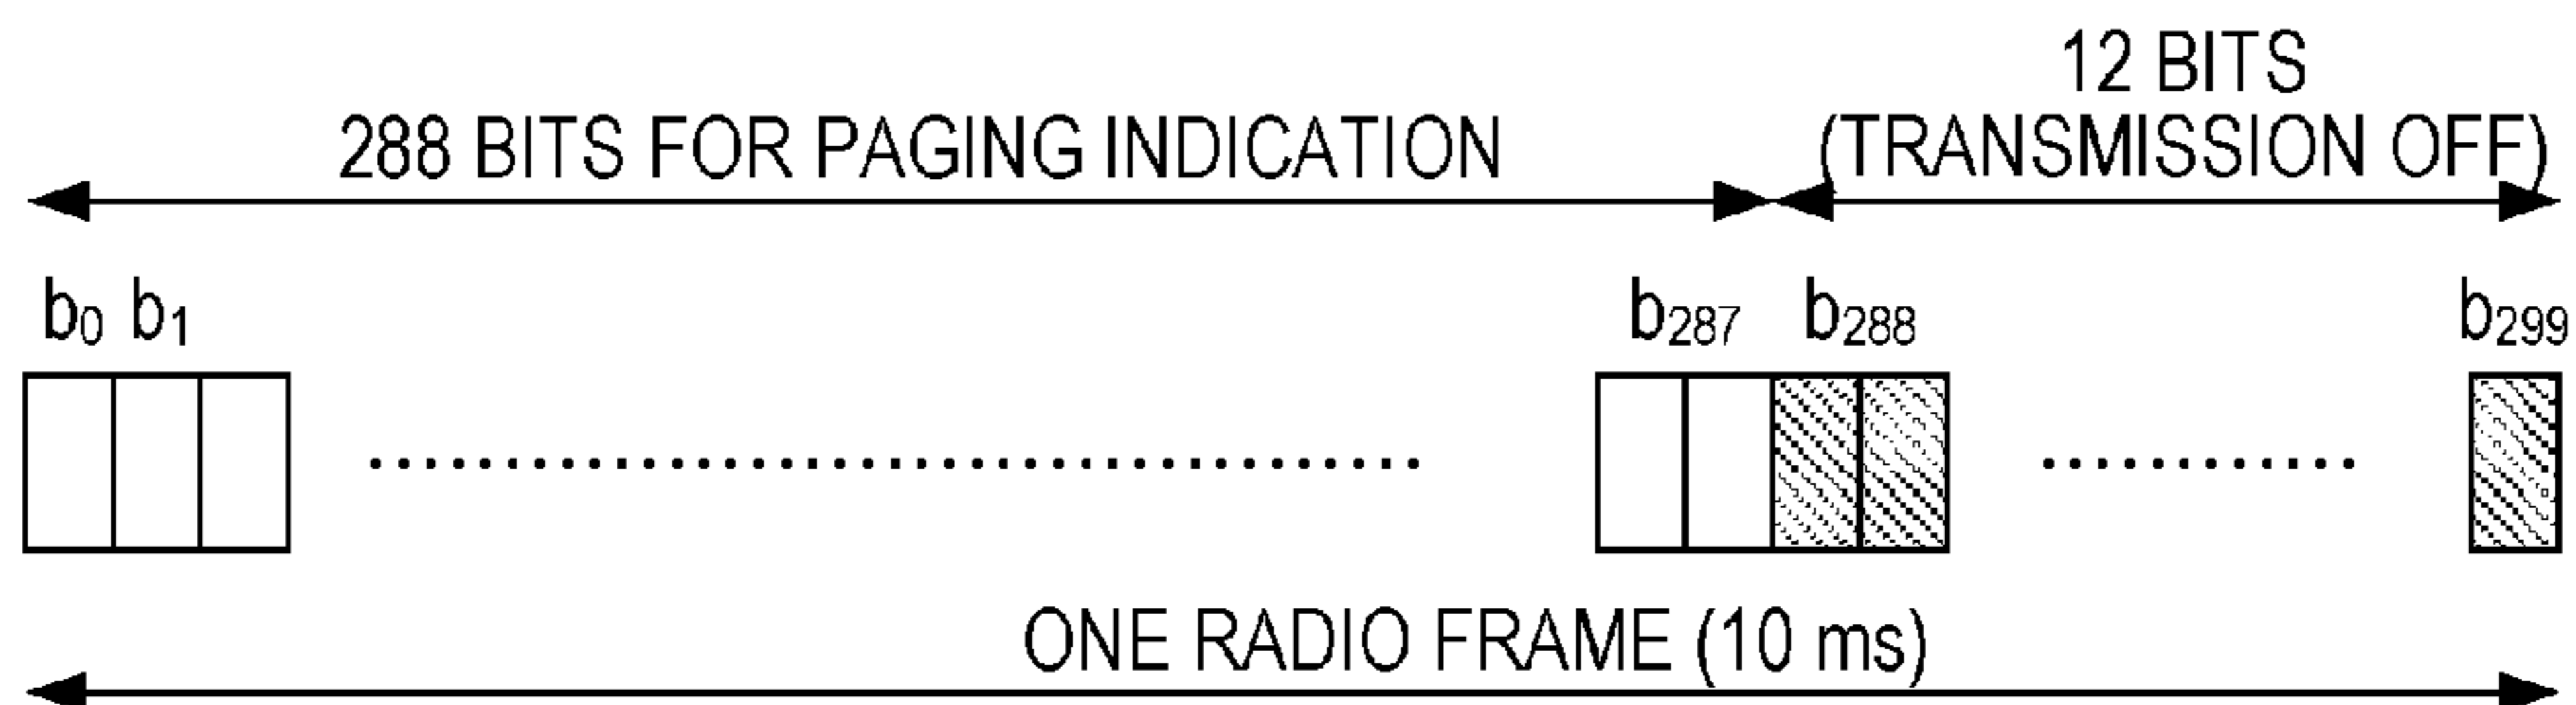 12 BITS
288 BITS FOR PAGING INDICATION (TRANSMISSION OFF)
b₀ b₁ b₂₈₇ b₂₈₈ b₂₉₉
ONE RADIO FRAME (10 ms)